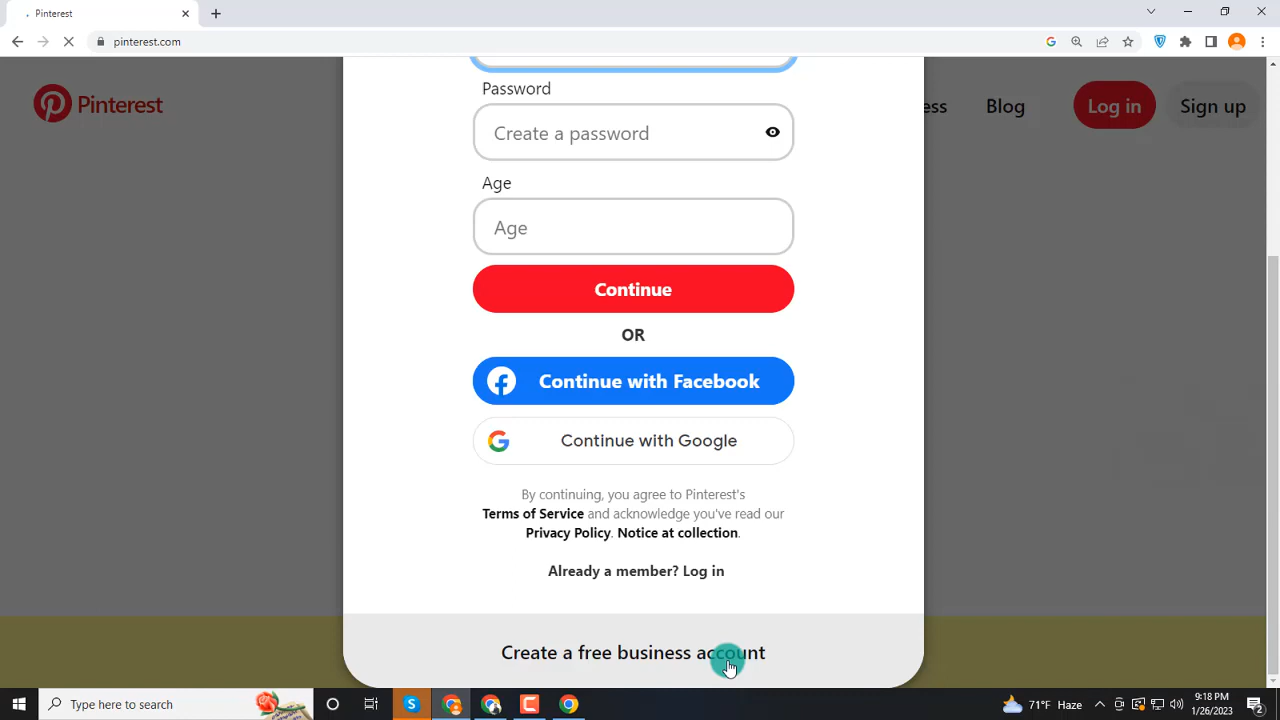 Pinterest
pinterest.com
Pinterest
ess
Blog
Log in
Sign up
Password
Create a password
Age
Age
Continue
OR
Continue with Facebook
Continue with Google
By continuing, you agree to Pinterest's
Terms of Service and acknowledge you've read our
Privacy Policy. Notice at collection.
Already a member? Log in
Create a free business account
Type here to search
71°F Haze
9:18 PM
1/26/2023